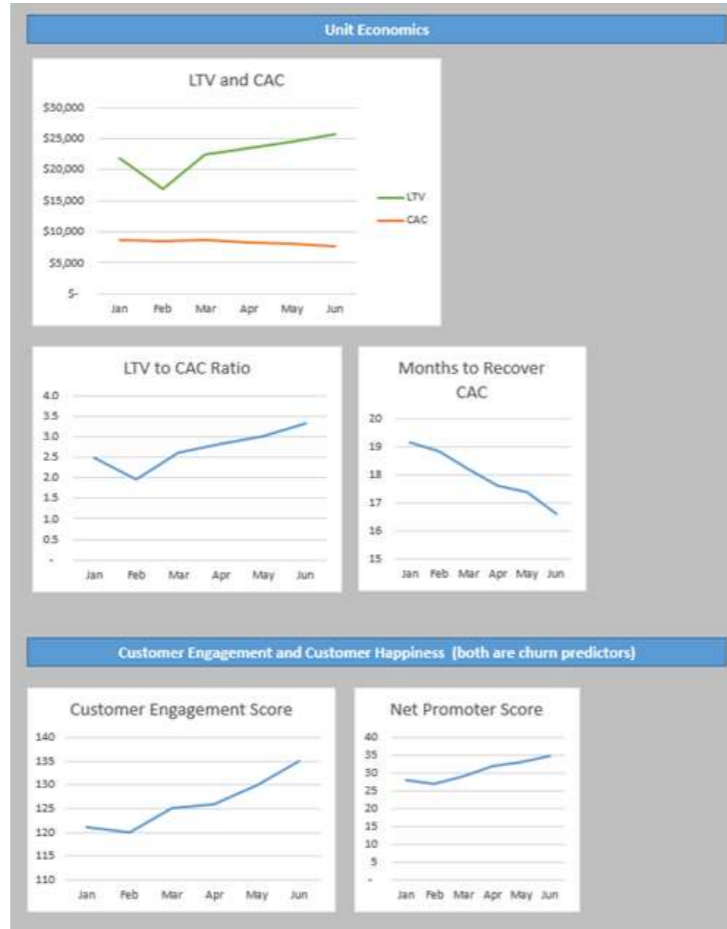 Unit Economics
LTV and CAC
$30,000
$25,000
$20,000
$15,000
$10,000
$5,000
$-
Jan Feb Mar Apr May Jun
LTV
CAC
LTV to CAC Ratio
4.0
3.5
3.0
2.5
2.0
1.5
1.0
0.5
-
Jan Feb Mar Apr May Jun
Months to Recover
CAC
20
19
18
17
16
15
Jan Feb Mar Apr May Jun
Customer Engagement and Customer Happiness (both are churn predictors)
Customer Engagement Score
140
135
130
125
120
115
110
Jan Feb Mar Apr May Jun
Net Promoter Score
40
35
30
25
20
15
10
5
-
Jan Feb Mar Apr May Jun